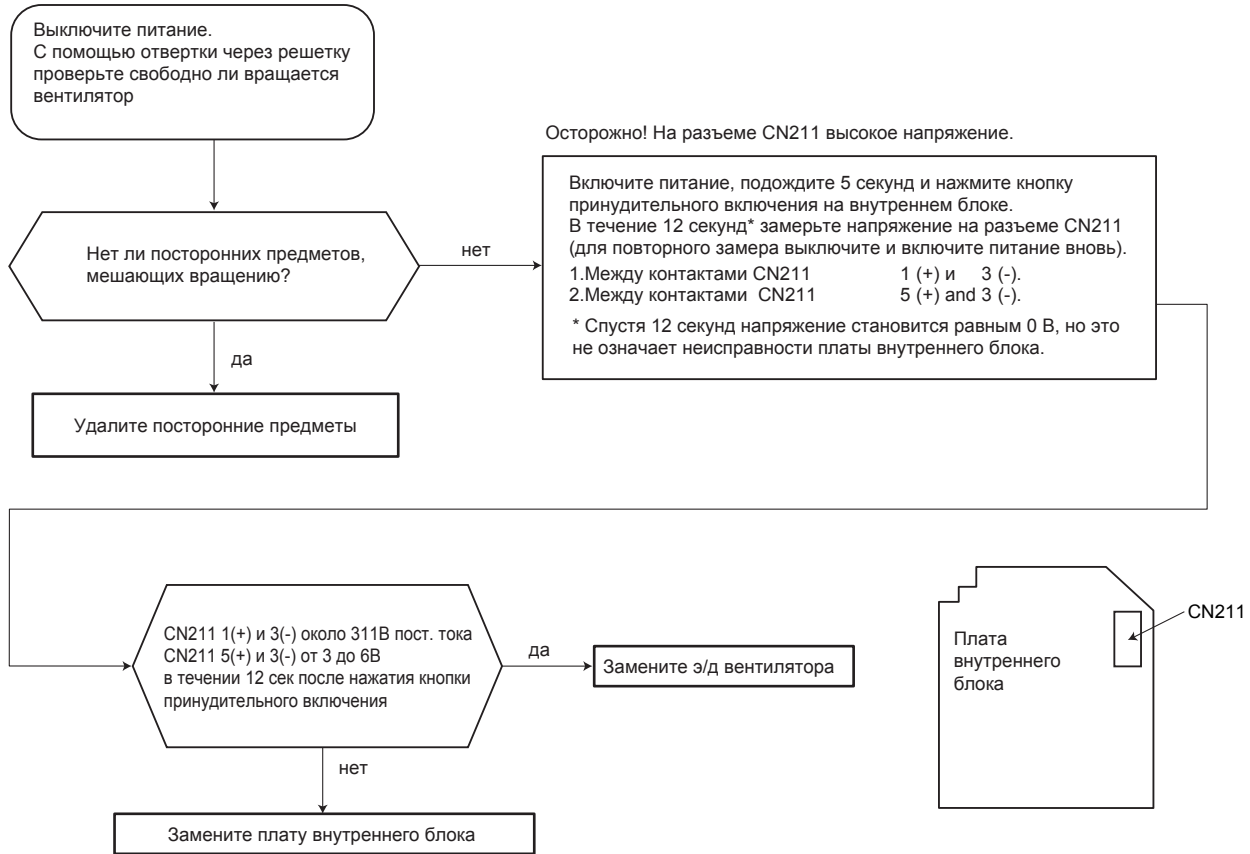 Выключите питание.
С помощью отвертки через решетку
проверьте свободно ли вращается
вентилятор
Осторожно! На разъеме CN211 высокое напряжение.
Включите питание, подождите 5 секунд и нажмите кнопку
принудительного включения на внутреннем блоке.
В течение 12 секунд* замерьте напряжение на разъеме CN211
(для повторного замера выключите и включите питание вновь).
1.Между контактами CN211 1 (+) и 3 (-).
2.Между контактами CN211 5 (+) and 3 (-).
* Спустя 12 секунд напряжение становится равным 0 В, но это
не означает неисправности платы внутреннего блока.
Нет ли посторонних предметов,
мешающих вращению?
нет
да
Удалите посторонние предметы
CN211 1(+) и 3(-) около 311В пост. тока
CN211 5(+) и 3(-) от 3 до 6В
в течении 12 сек после нажатия кнопки
принудительного включения
да
Замените э/д вентилятора
нет
Замените плату внутреннего блока
CN211
Плата
внутреннего
блока